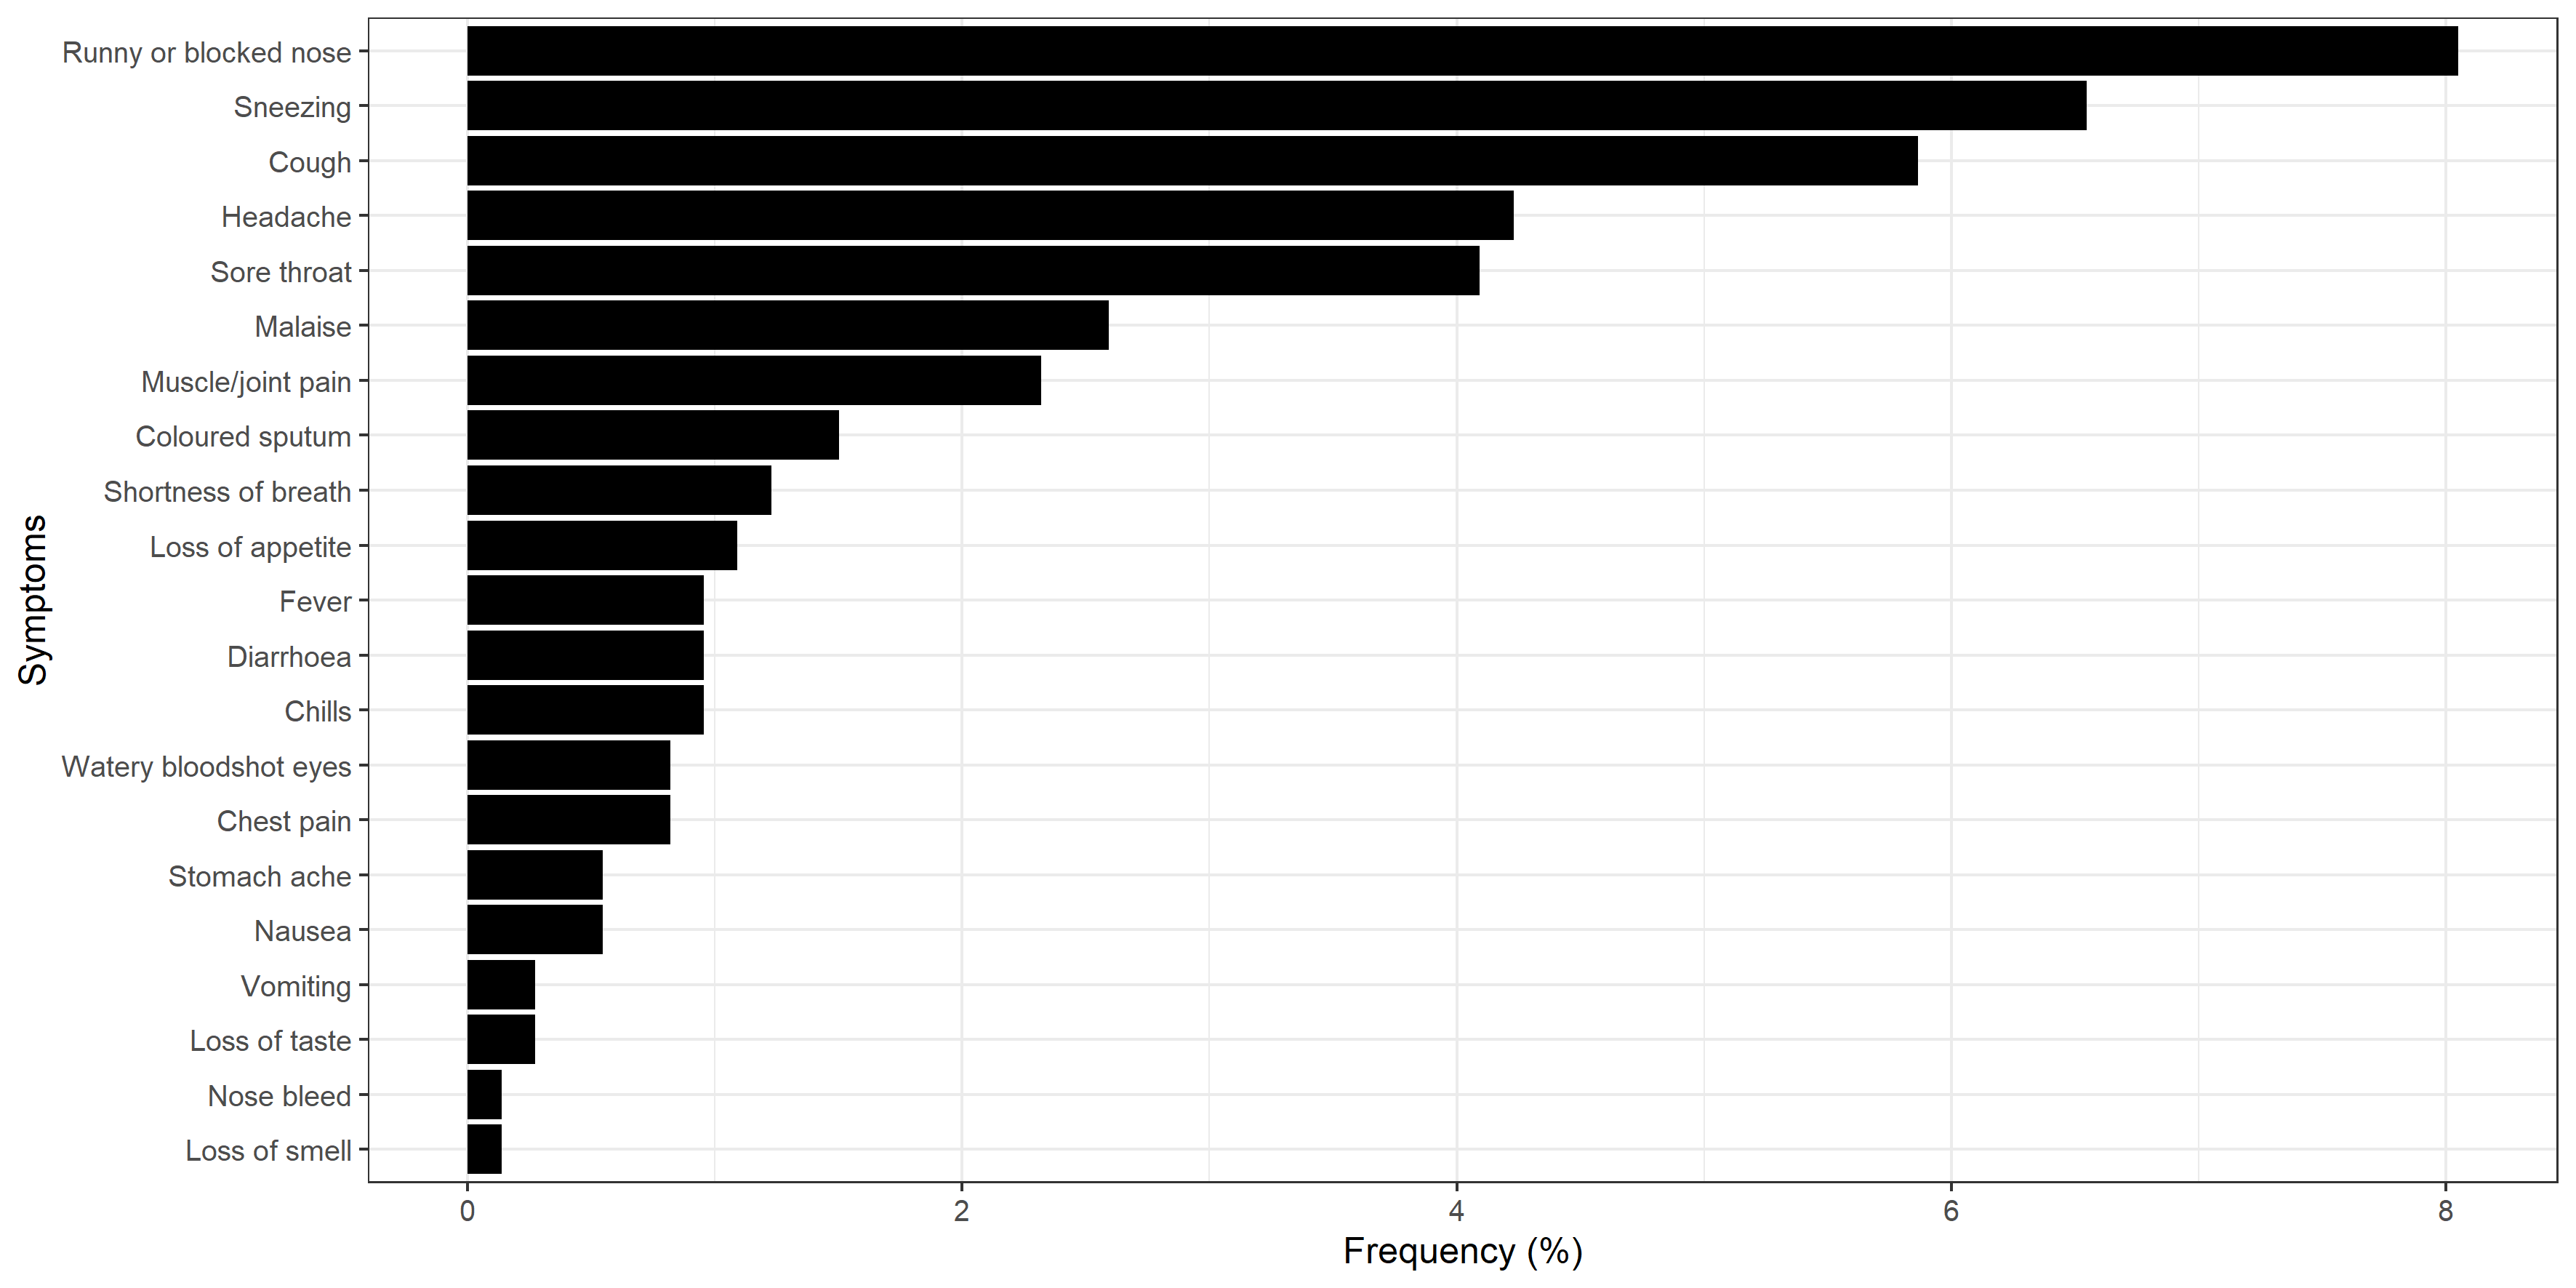 Runny or blocked nose
Sneezing
Cough
Headache
Sore throat
Malaise
Muscle/joint pain
Coloured sputum
Shortness of breath
Loss of appetite
Fever
Diarrhoea
Chills
Watery bloodshot eyes
Chest pain
Stomach ache
Nausea
Vomiting
Loss of taste
Nose bleed
Loss of smell
Symptoms
0 2 4 6 8
Frequency (%)